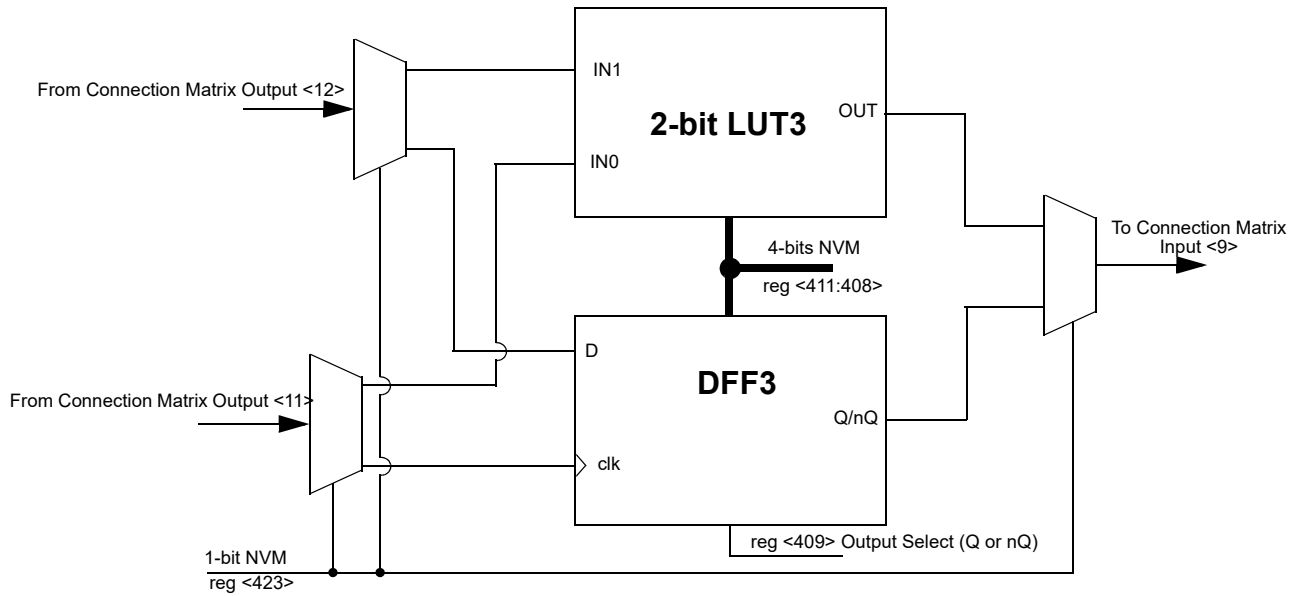 From Connection Matrix Output <12>
IN1
2-bit LUT3
OUT
IN0
To Connection Matrix
Input <9>
4-bits NVM
reg <411:408>
D
DFF3
From Connection Matrix Output <11>
Q/nQ
clk
reg <409> Output Select (Q or nQ)
1-bit NVM
reg <423>